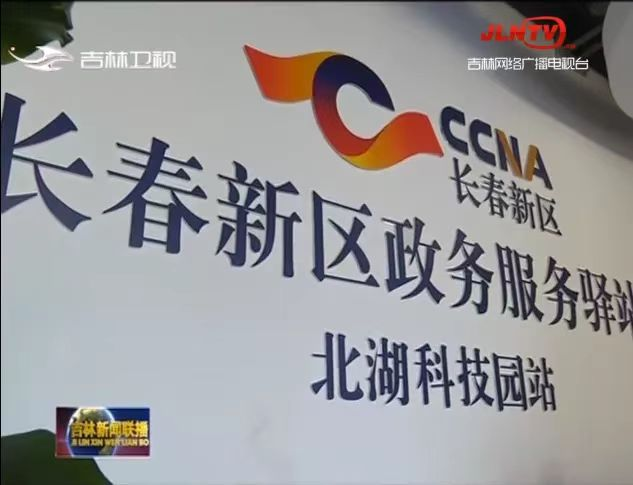 吉林卫视
JLNTV
吉林网络广播电视台
CCNA
长春新区
长春新区政务服务驿站
北湖科技园站
吉林新闻联播
JI LIN XIN WEN LIAN BO